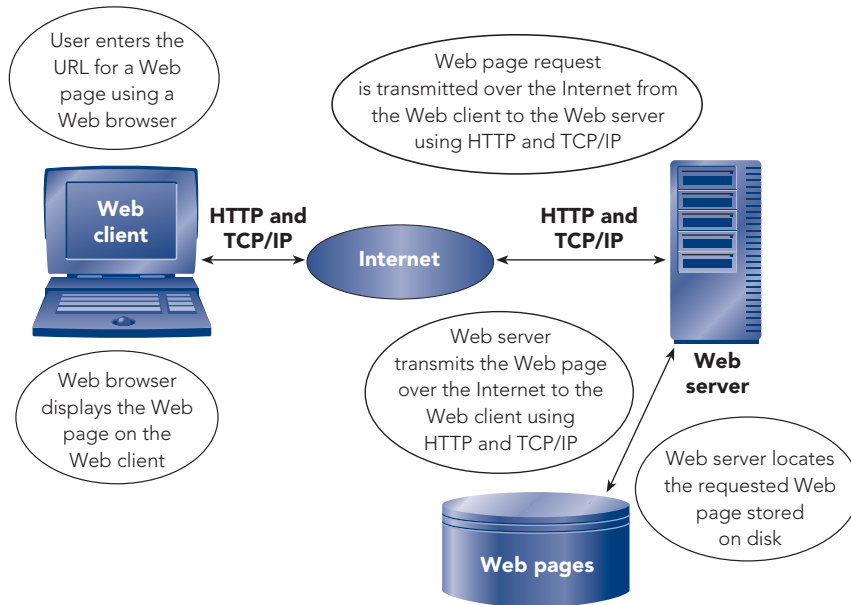 User enters the
URL for a Web
page using a
Web browser
Web page request
is transmitted over the Internet from
the Web client to the Web server
using HTTP and TCP/IP
Web
client
HTTP and
TCP/IP
Internet
HTTP and
TCP/IP
Web
server
Web browser
displays the Web
page on the
Web client
Web server
transmits the Web page
over the Internet to the
Web client using
HTTP and TCP/IP
Web server locates
the requested Web
page stored
on disk
Web pages